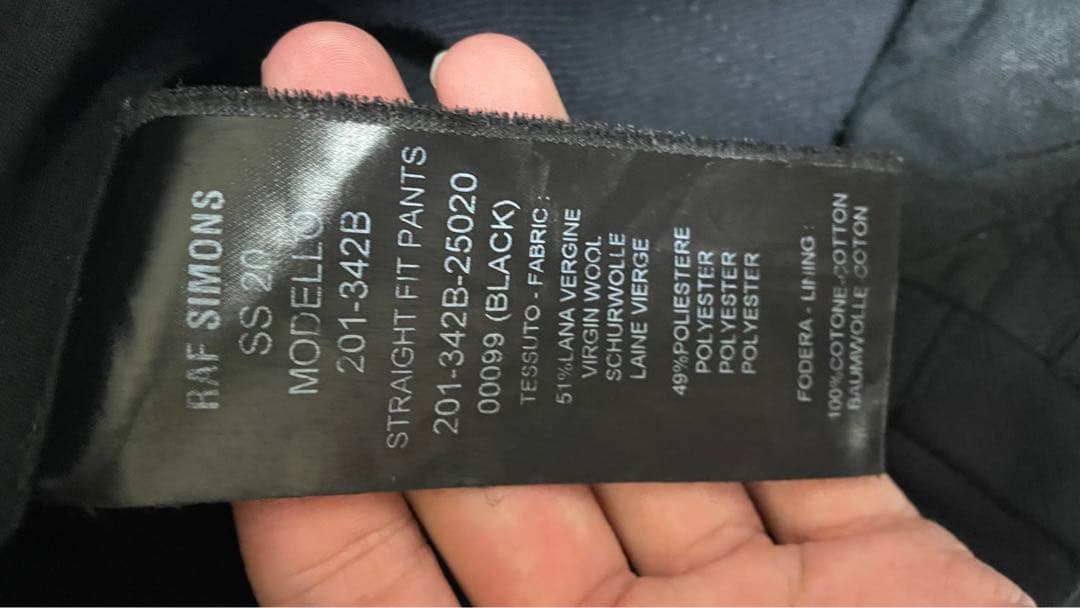 RAF SIMONS
SS 20
MODELLO
201-342B
STRAIGHT FIT PANTS
201-342B-25020
00099 (BLACK)
TESSUTO - FABRIC :
51%LANA VERGINE
VIRGIN WOOL
SCHURWOLLE
LAINE VIERGE
49%POLIESTERE
POLYESTER
POLYESTER
POLYESTER
FODERA - LINING :
100%COTONE-COTTON
BAUMWOLLE COTON